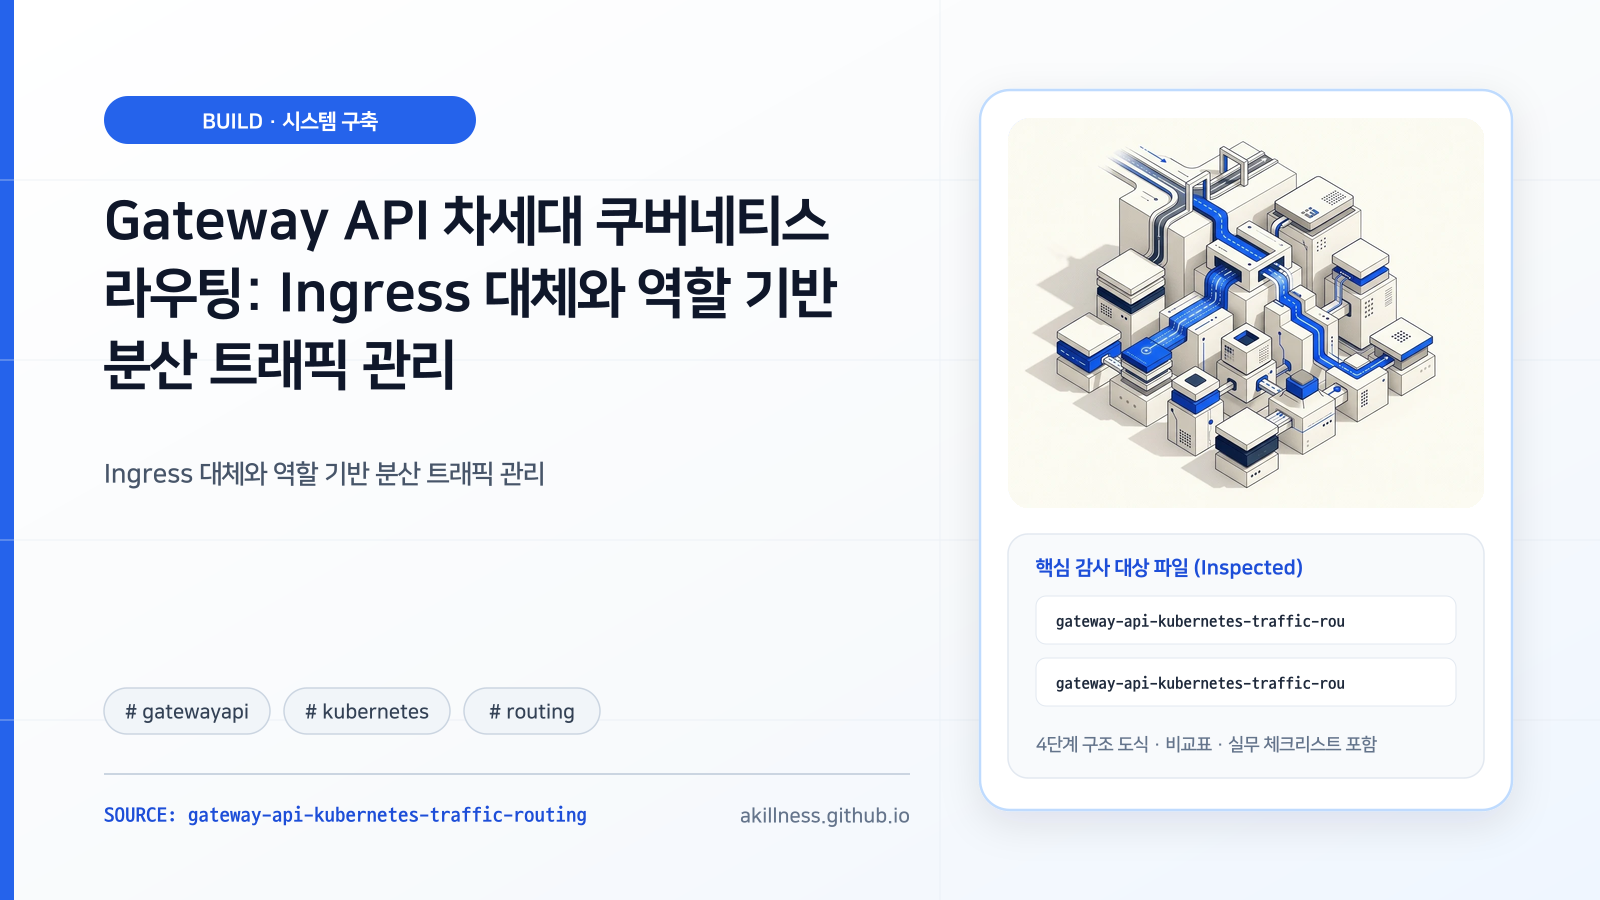 BUILD · 시스템 구축
Gateway API 차세대 쿠버네티스
라우팅: Ingress 대체와 역할 기반
분산 트래픽 관리
Ingress 대체와 역할 기반 분산 트래픽 관리
# gatewayapi
# kubernetes
# routing
SOURCE: gateway-api-kubernetes-traffic-routing
akillness.github.io
핵심 감사 대상 파일 (Inspected)
gateway-api-kubernetes-traffic-rou
gateway-api-kubernetes-traffic-rou
4단계 구조 도식 · 비교표 · 실무 체크리스트 포함